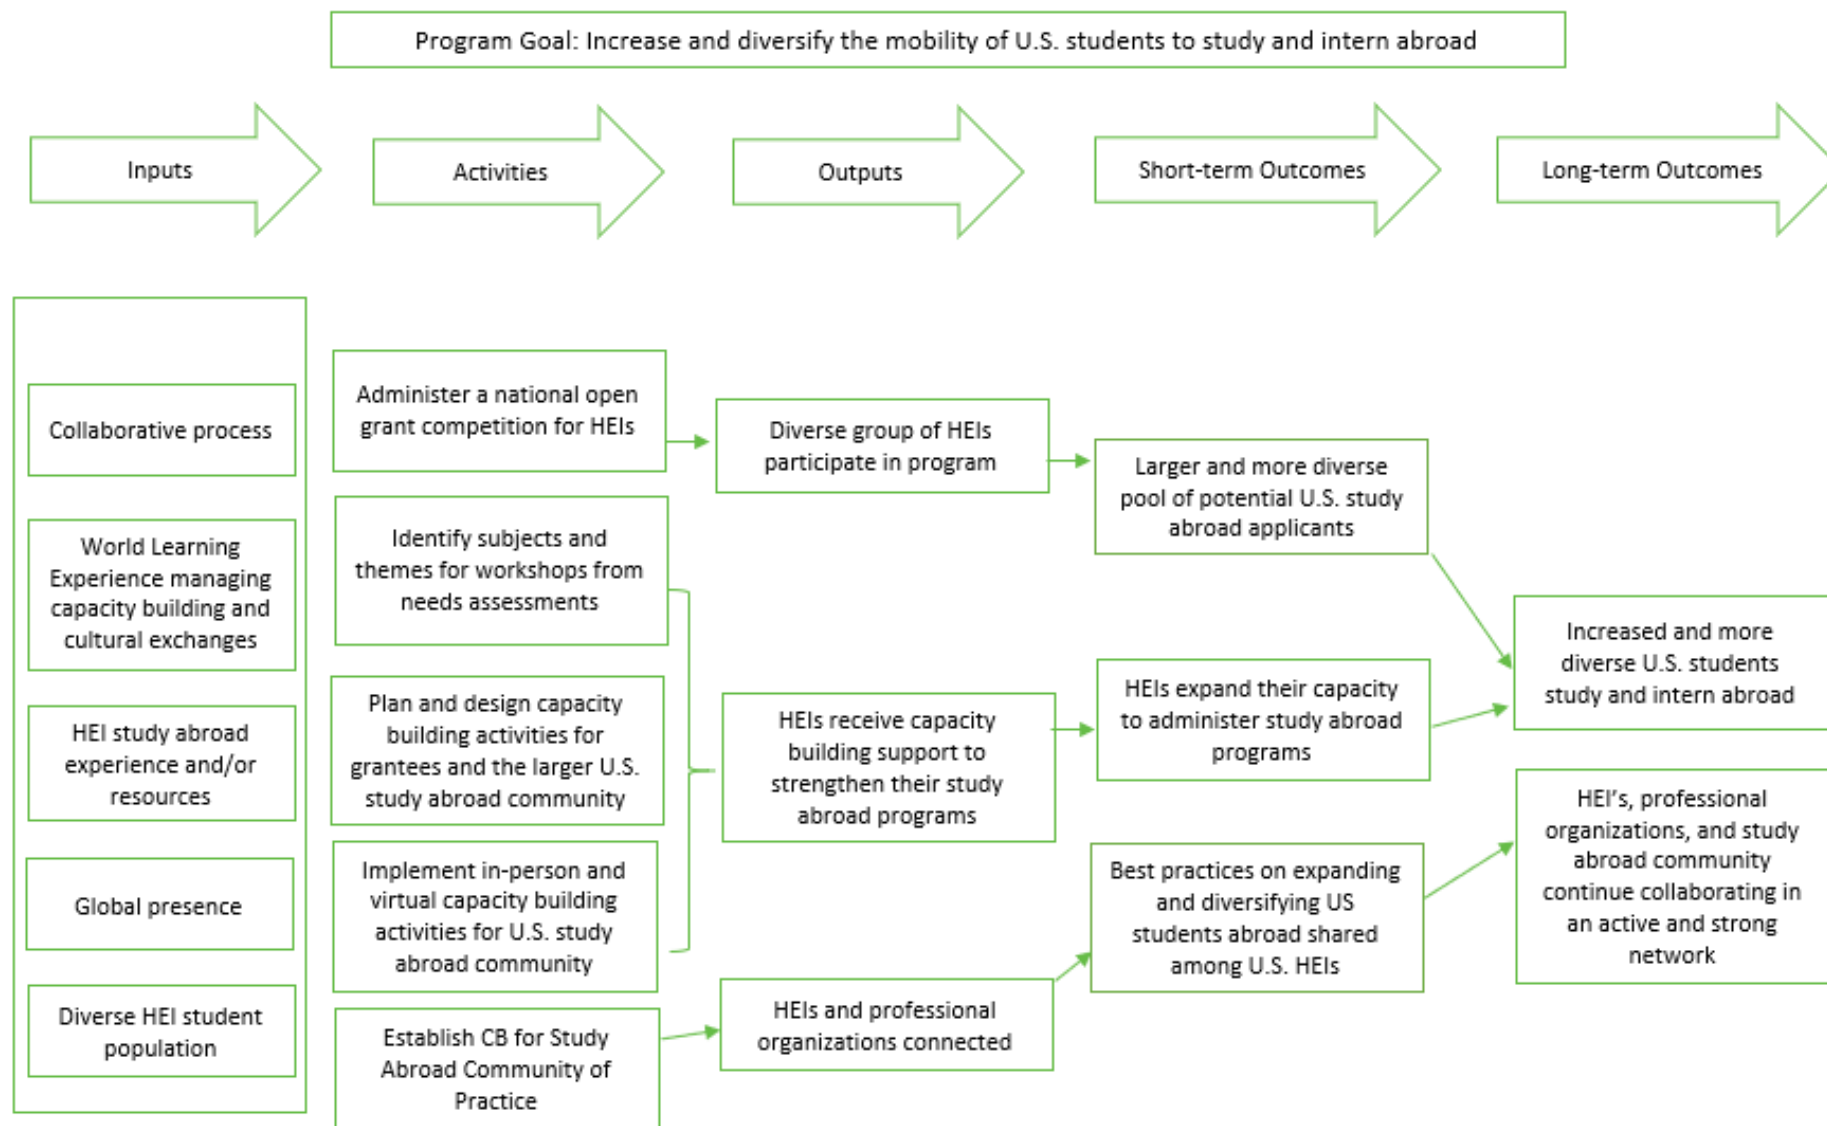 Program Goal: Increase and diversify the mobility of U.S. students to study and intern abroad
Inputs
Activities
Outputs
Short-term Outcomes
Long-term Outcomes
Collaborative process
World Learning
Experience managing
capacity building and
cultural exchanges
HEI study abroad
experience and/or
resources
Global presence
Diverse HEI student
population
Administer a national open
grant competition for HEIs
Identify subjects and
themes for workshops from
needs assessments
Plan and design capacity
building activities for
grantees and the larger U.S.
study abroad community
Implement in-person and
virtual capacity building
activities for U.S. study
abroad community
Establish CB for Study
Abroad Community of
Practice
Diverse group of HEIs
participate in program
HEIs receive capacity
building support to
strengthen their study
abroad programs
HEIs and professional
organizations connected
Larger and more diverse
pool of potential U.S. study
abroad applicants
HEIs expand their capacity
to administer study abroad
programs
Best practices on expanding
and diversifying US
students abroad shared
among U.S. HEIs
Increased and more
diverse U.S. students
study and intern abroad
HEI's, professional
organizations, and study
abroad community
continue collaborating in
an active and strong
network